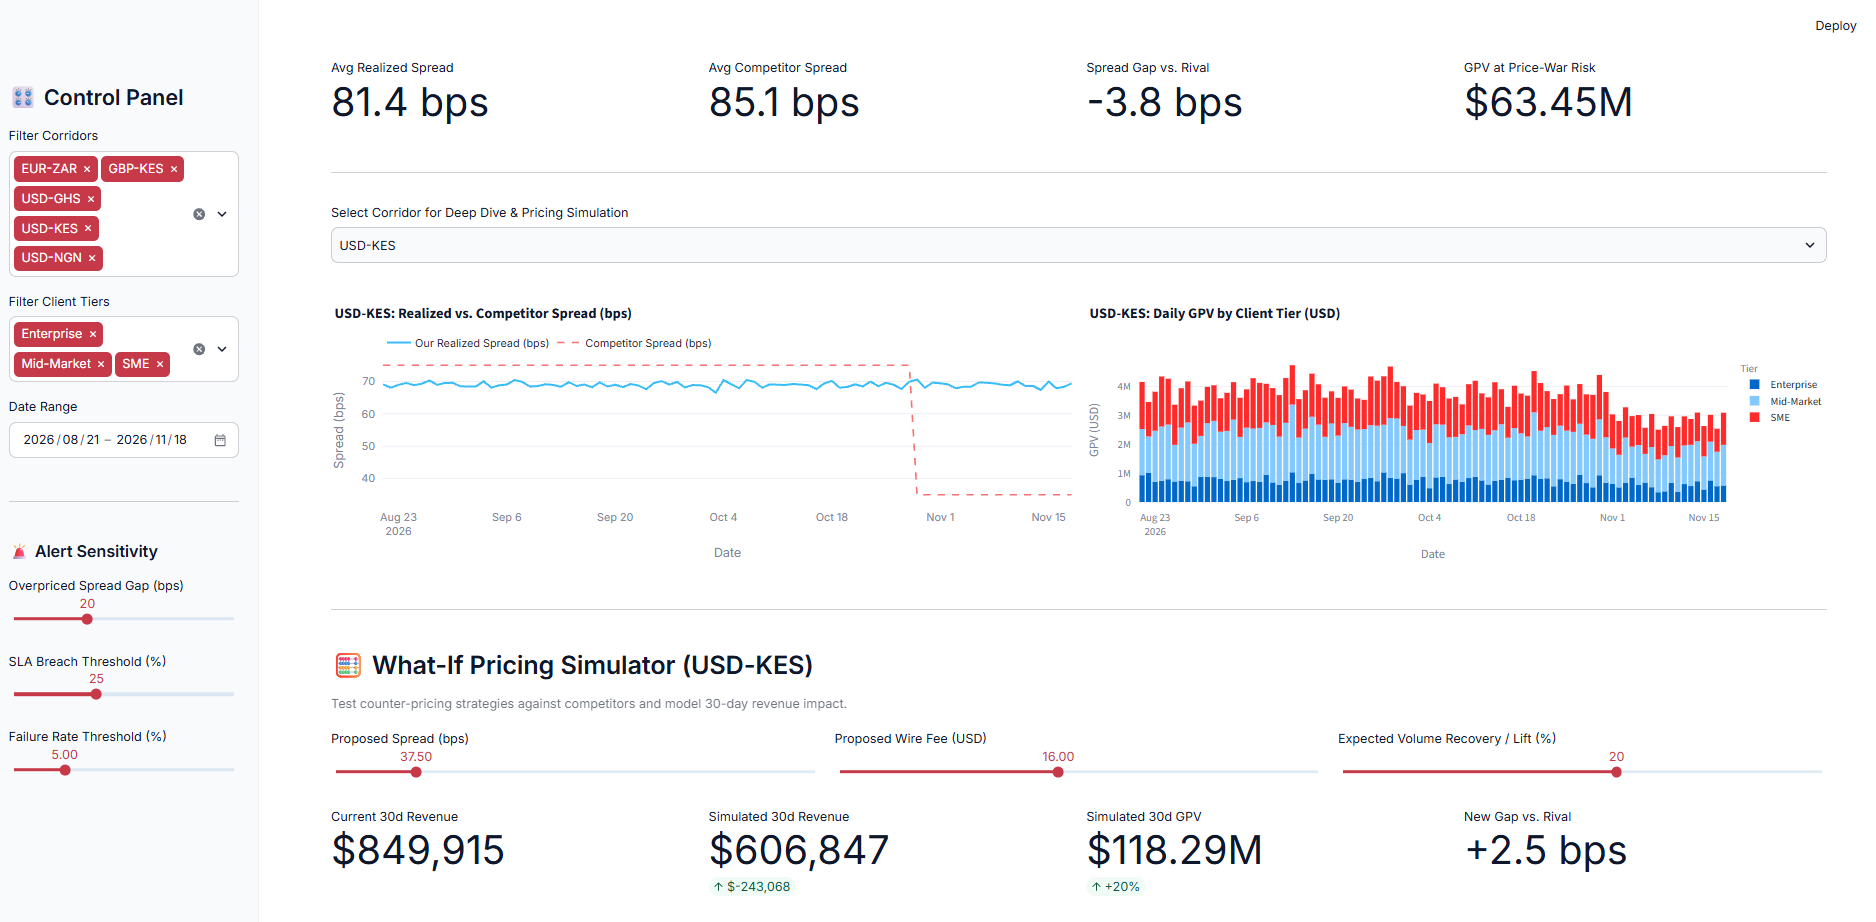 Deploy
Control Panel
Filter Corridors
EUR-ZAR × GBP-KES ×
USD-GHS ×
USD-KES ×
USD-NGN ×
Filter Client Tiers
Enterprise ×
Mid-Market × SME ×
Date Range
2026/08/21 – 2026/11/18
Alert Sensitivity
Overpriced Spread Gap (bps)
20
SLA Breach Threshold (%)
25
Failure Rate Threshold (%)
5.00
Avg Realized Spread
81.4 bps
Avg Competitor Spread
85.1 bps
Spread Gap vs. Rival
-3.8 bps
GPV at Price-War Risk
$63.45M
Select Corridor for Deep Dive & Pricing Simulation
USD-KES
USD-KES: Realized vs. Competitor Spread (bps)
Our Realized Spread (bps)
Competitor Spread (bps)
Spread (bps)
70
60
50
40
Aug 23
2026
Sep 6
Sep 20
Oct 4
Oct 18
Nov 1
Nov 15
Date
USD-KES: Daily GPV by Client Tier (USD)
GPV (USD)
4M
3M
2M
1M
0
Aug 23
2026
Sep 6
Sep 20
Oct 4
Oct 18
Nov 1
Nov 15
Date
Tier
Enterprise
Mid-Market
SME
What-If Pricing Simulator (USD-KES)
Test counter-pricing strategies against competitors and model 30-day revenue impact.
Proposed Spread (bps)
37.50
Proposed Wire Fee (USD)
16.00
Expected Volume Recovery / Lift (%)
20
Current 30d Revenue
$849,915
Simulated 30d Revenue
$606,847
↑ $-243,068
Simulated 30d GPV
$118.29M
↑ +20%
New Gap vs. Rival
+2.5 bps